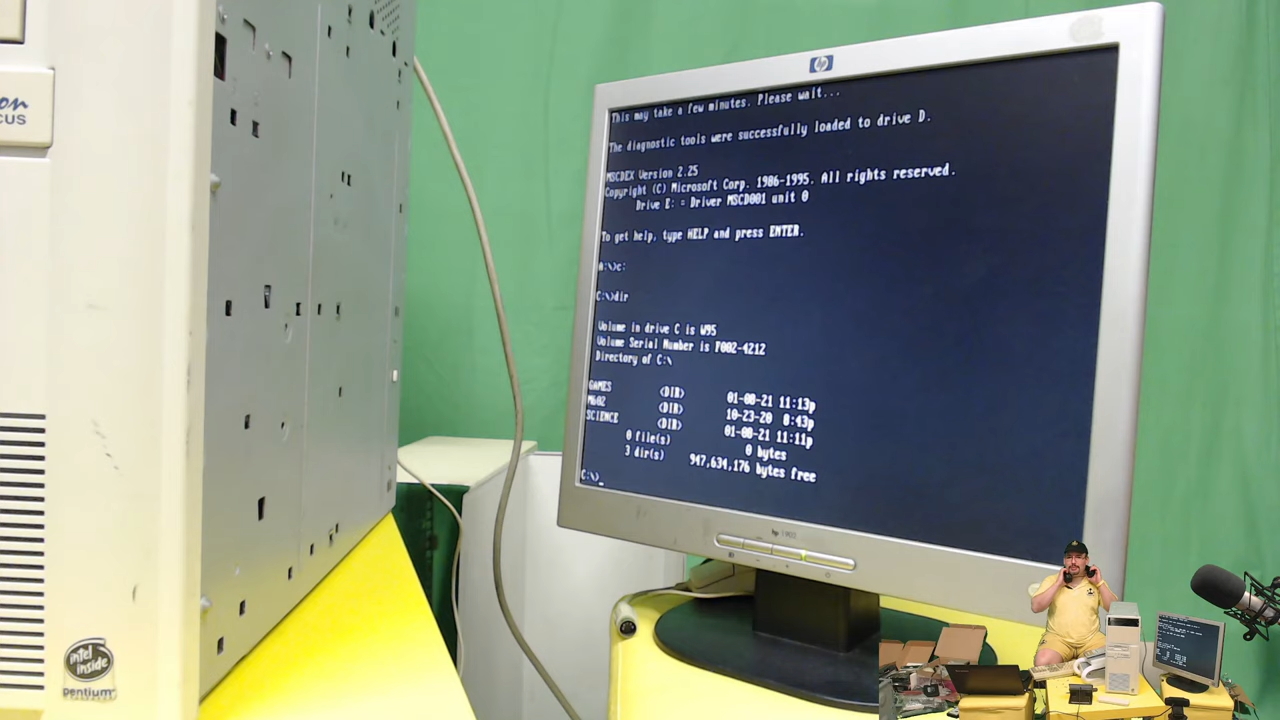 on
CUS
intel
inside
pentium
hp
This may take a few minutes. Please wait...
The diagnostic tools were successfully loaded to drive D.
MSCDEX Version 2.25
Copyright (C) Microsoft Corp. 1986-1995. All rights reserved.
Drive E: = Driver MSCD001 unit 0
To get help, type HELP and press ENTER.
A:\>c:
C:\>dir
Volume in drive C is W95
Volume Serial Number is F002-4212
Directory of C:\
GAMES <DIR> 01-08-21 11:13p
M602 <DIR> 10-23-20 8:43p
SCIENCE <DIR> 01-08-21 11:11p
0 file(s) 0 bytes
3 dir(s) 947,634,176 bytes free
C:\>_